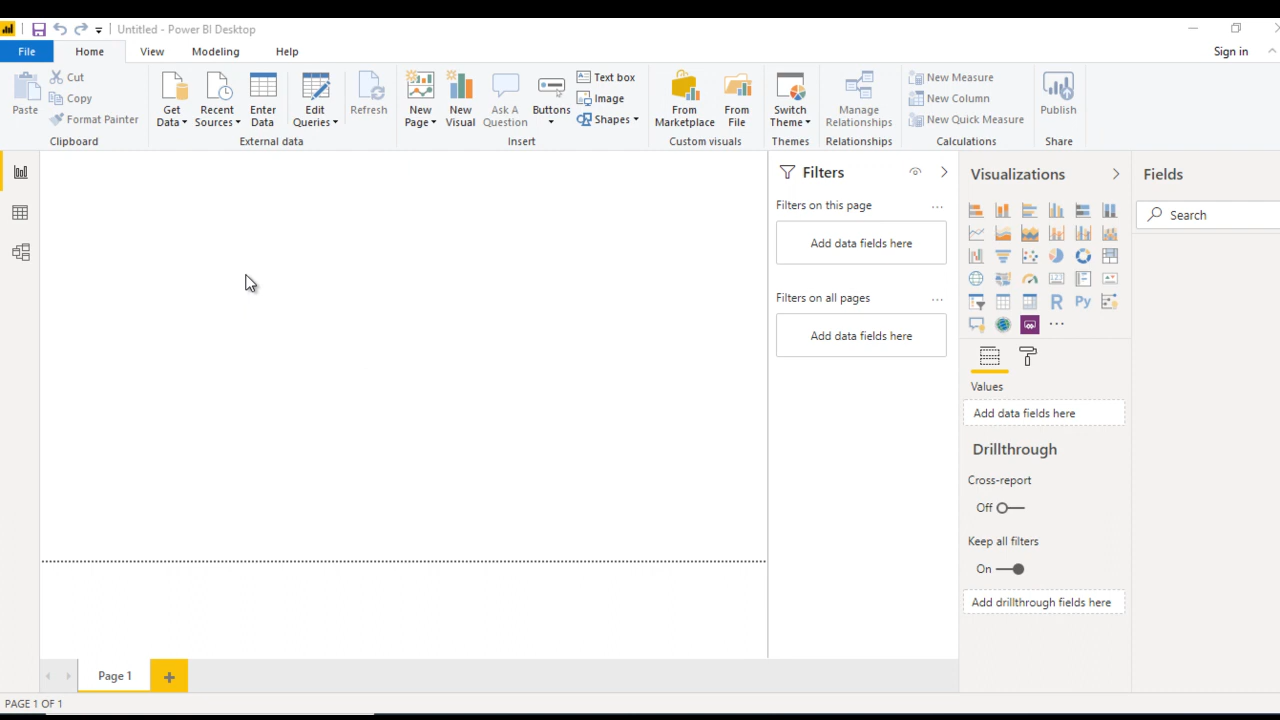 Untitled - Power BI Desktop
File Home View Modeling Help Sign in
Paste
Cut
Copy
Format Painter
Clipboard
Get Data
Recent Sources
Enter Data
Edit Queries
Refresh
External data
New Page
New Visual
Ask A Question
Buttons
Text box
Image
Shapes
Insert
From Marketplace
From File
Custom visuals
Switch Theme
Themes
Manage Relationships
Relationships
New Measure
New Column
New Quick Measure
Calculations
Publish
Share
Filters
Filters on this page ...
Add data fields here
Filters on all pages ...
Add data fields here
Visualizations
123
R
Py
...
Values
Add data fields here
Drillthrough
Cross-report
Off
Keep all filters
On
Add drillthrough fields here
Fields
Search
Page 1
PAGE 1 OF 1